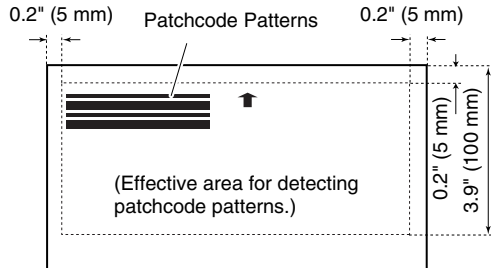 0.2" (5 mm)
Patchcode Patterns
0.2" (5 mm)
(Effective area for detecting
patchcode patterns.)
0.2" (5 mm)
3.9" (100 mm)